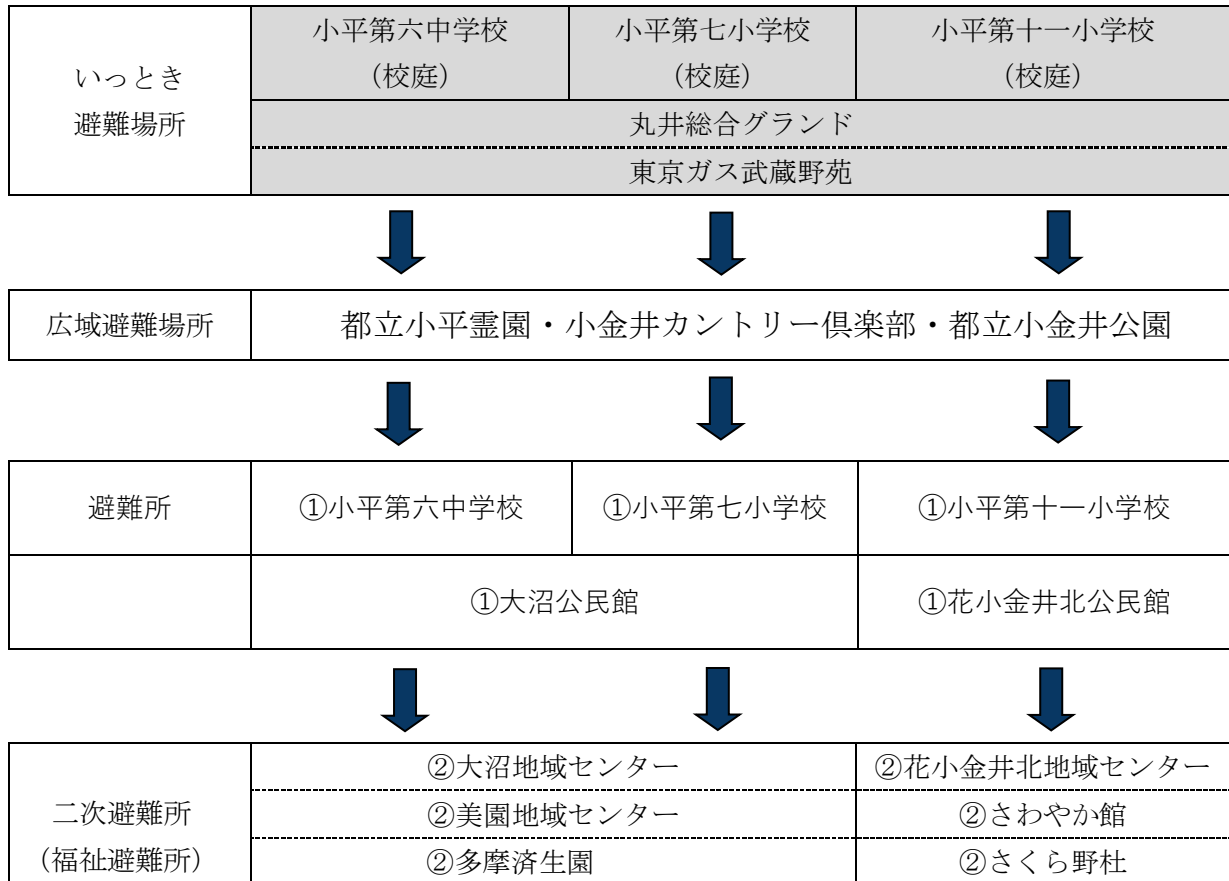 いっとき
避難場所
小平第六中学校
(校庭)
小平第七小学校
(校庭)
小平第十一小学校
(校庭)
丸井総合グランド
東京ガス武蔵野苑
広域避難場所
都立小平霊園・小金井カントリー倶楽部・都立小金井公園
避難所
①小平第六中学校
①小平第七小学校
①小平第十一小学校
①大沼公民館
①花小金井北公民館
二次避難所
(福祉避難所)
②大沼地域センター
②花小金井北地域センター
②美園地域センター
②さわやか館
②多摩済生園
②さくら野杜